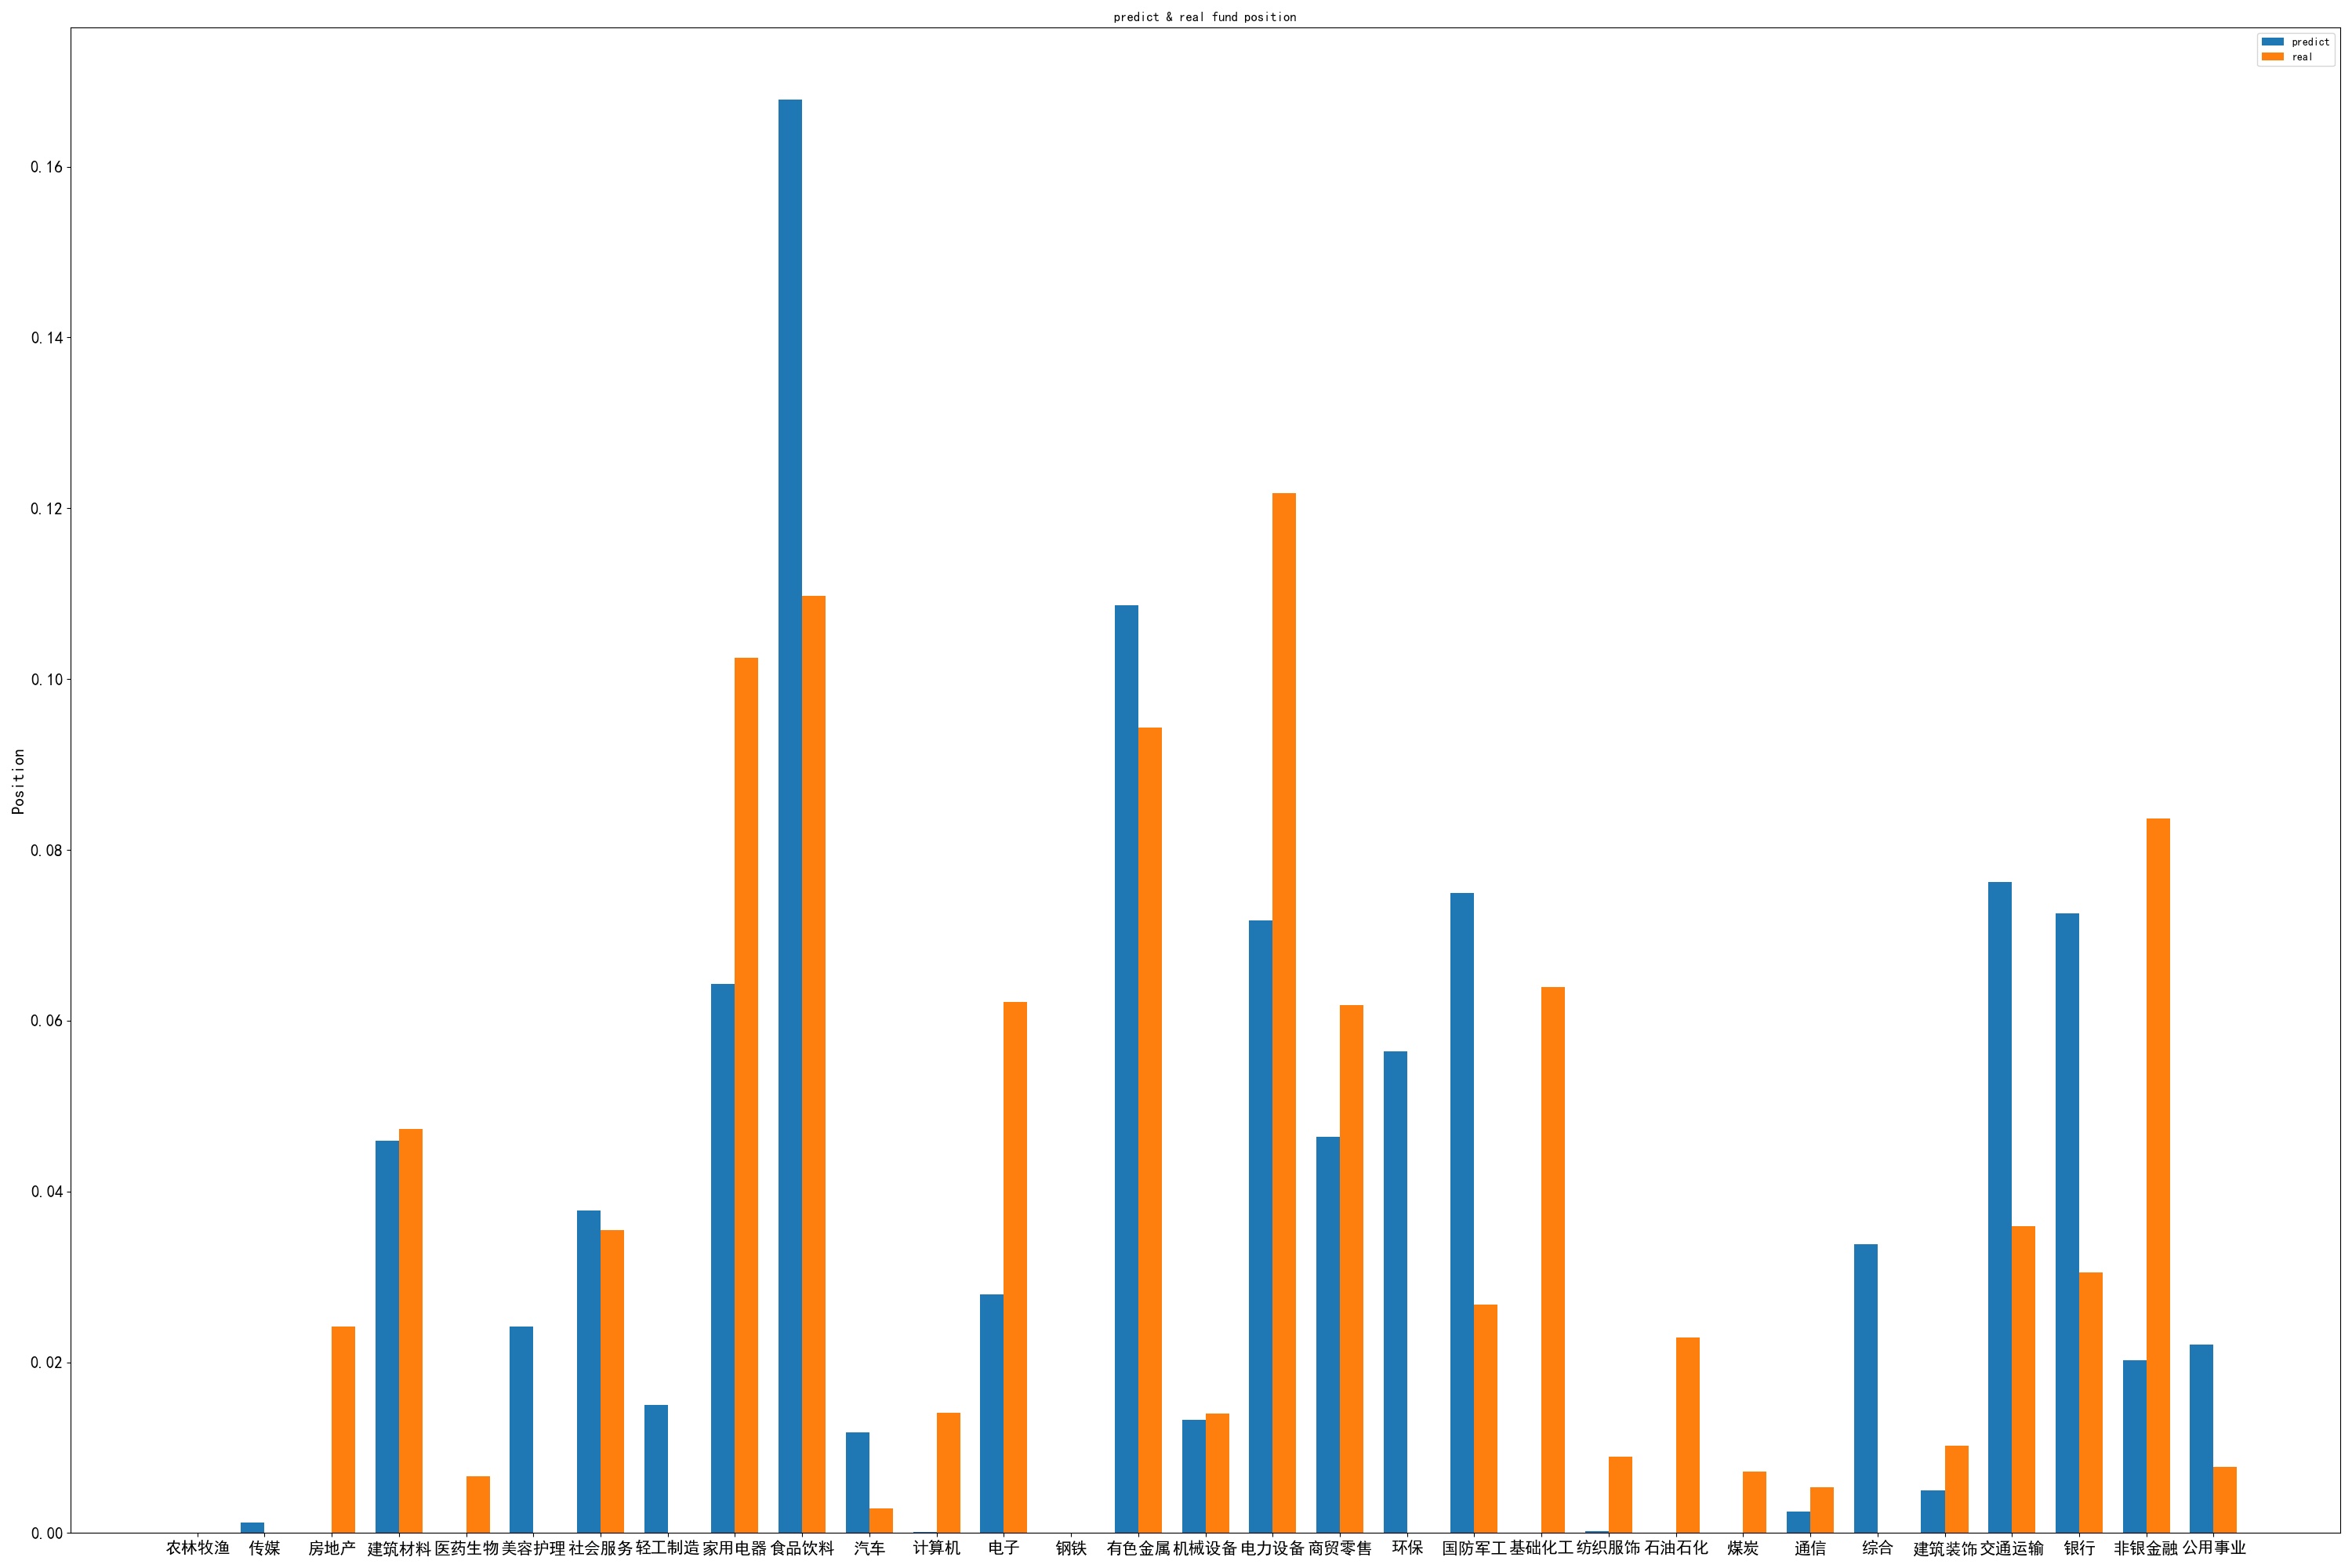 predict & real fund position
predict
real
Position
0.16
0.14
0.12
0.10
0.08
0.06
0.04
0.02
0.00
农林牧渔 传媒 房地产 建筑材料 医药生物 美容护理 社会服务 轻工制造 家用电器 食品饮料 汽车 计算机 电子 钢铁 有色金属 机械设备 电力设备 商贸零售 环保 国防军工 基础化工 纺织服饰 石油石化 煤炭 通信 综合 建筑装饰 交通运输 银行 非银金融 公用事业